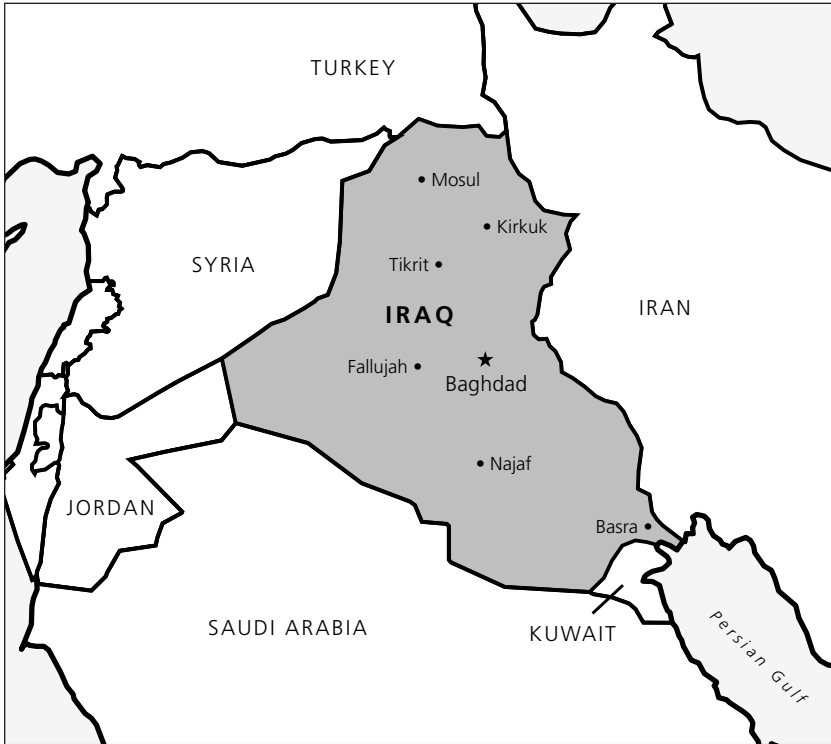 TURKEY
Mosul
Kirkuk
SYRIA
Tikrit
IRAQ
IRAN
Fallujah
Baghdad
Najaf
JORDAN
Basra
SAUDI ARABIA
KUWAIT
Persian Gulf